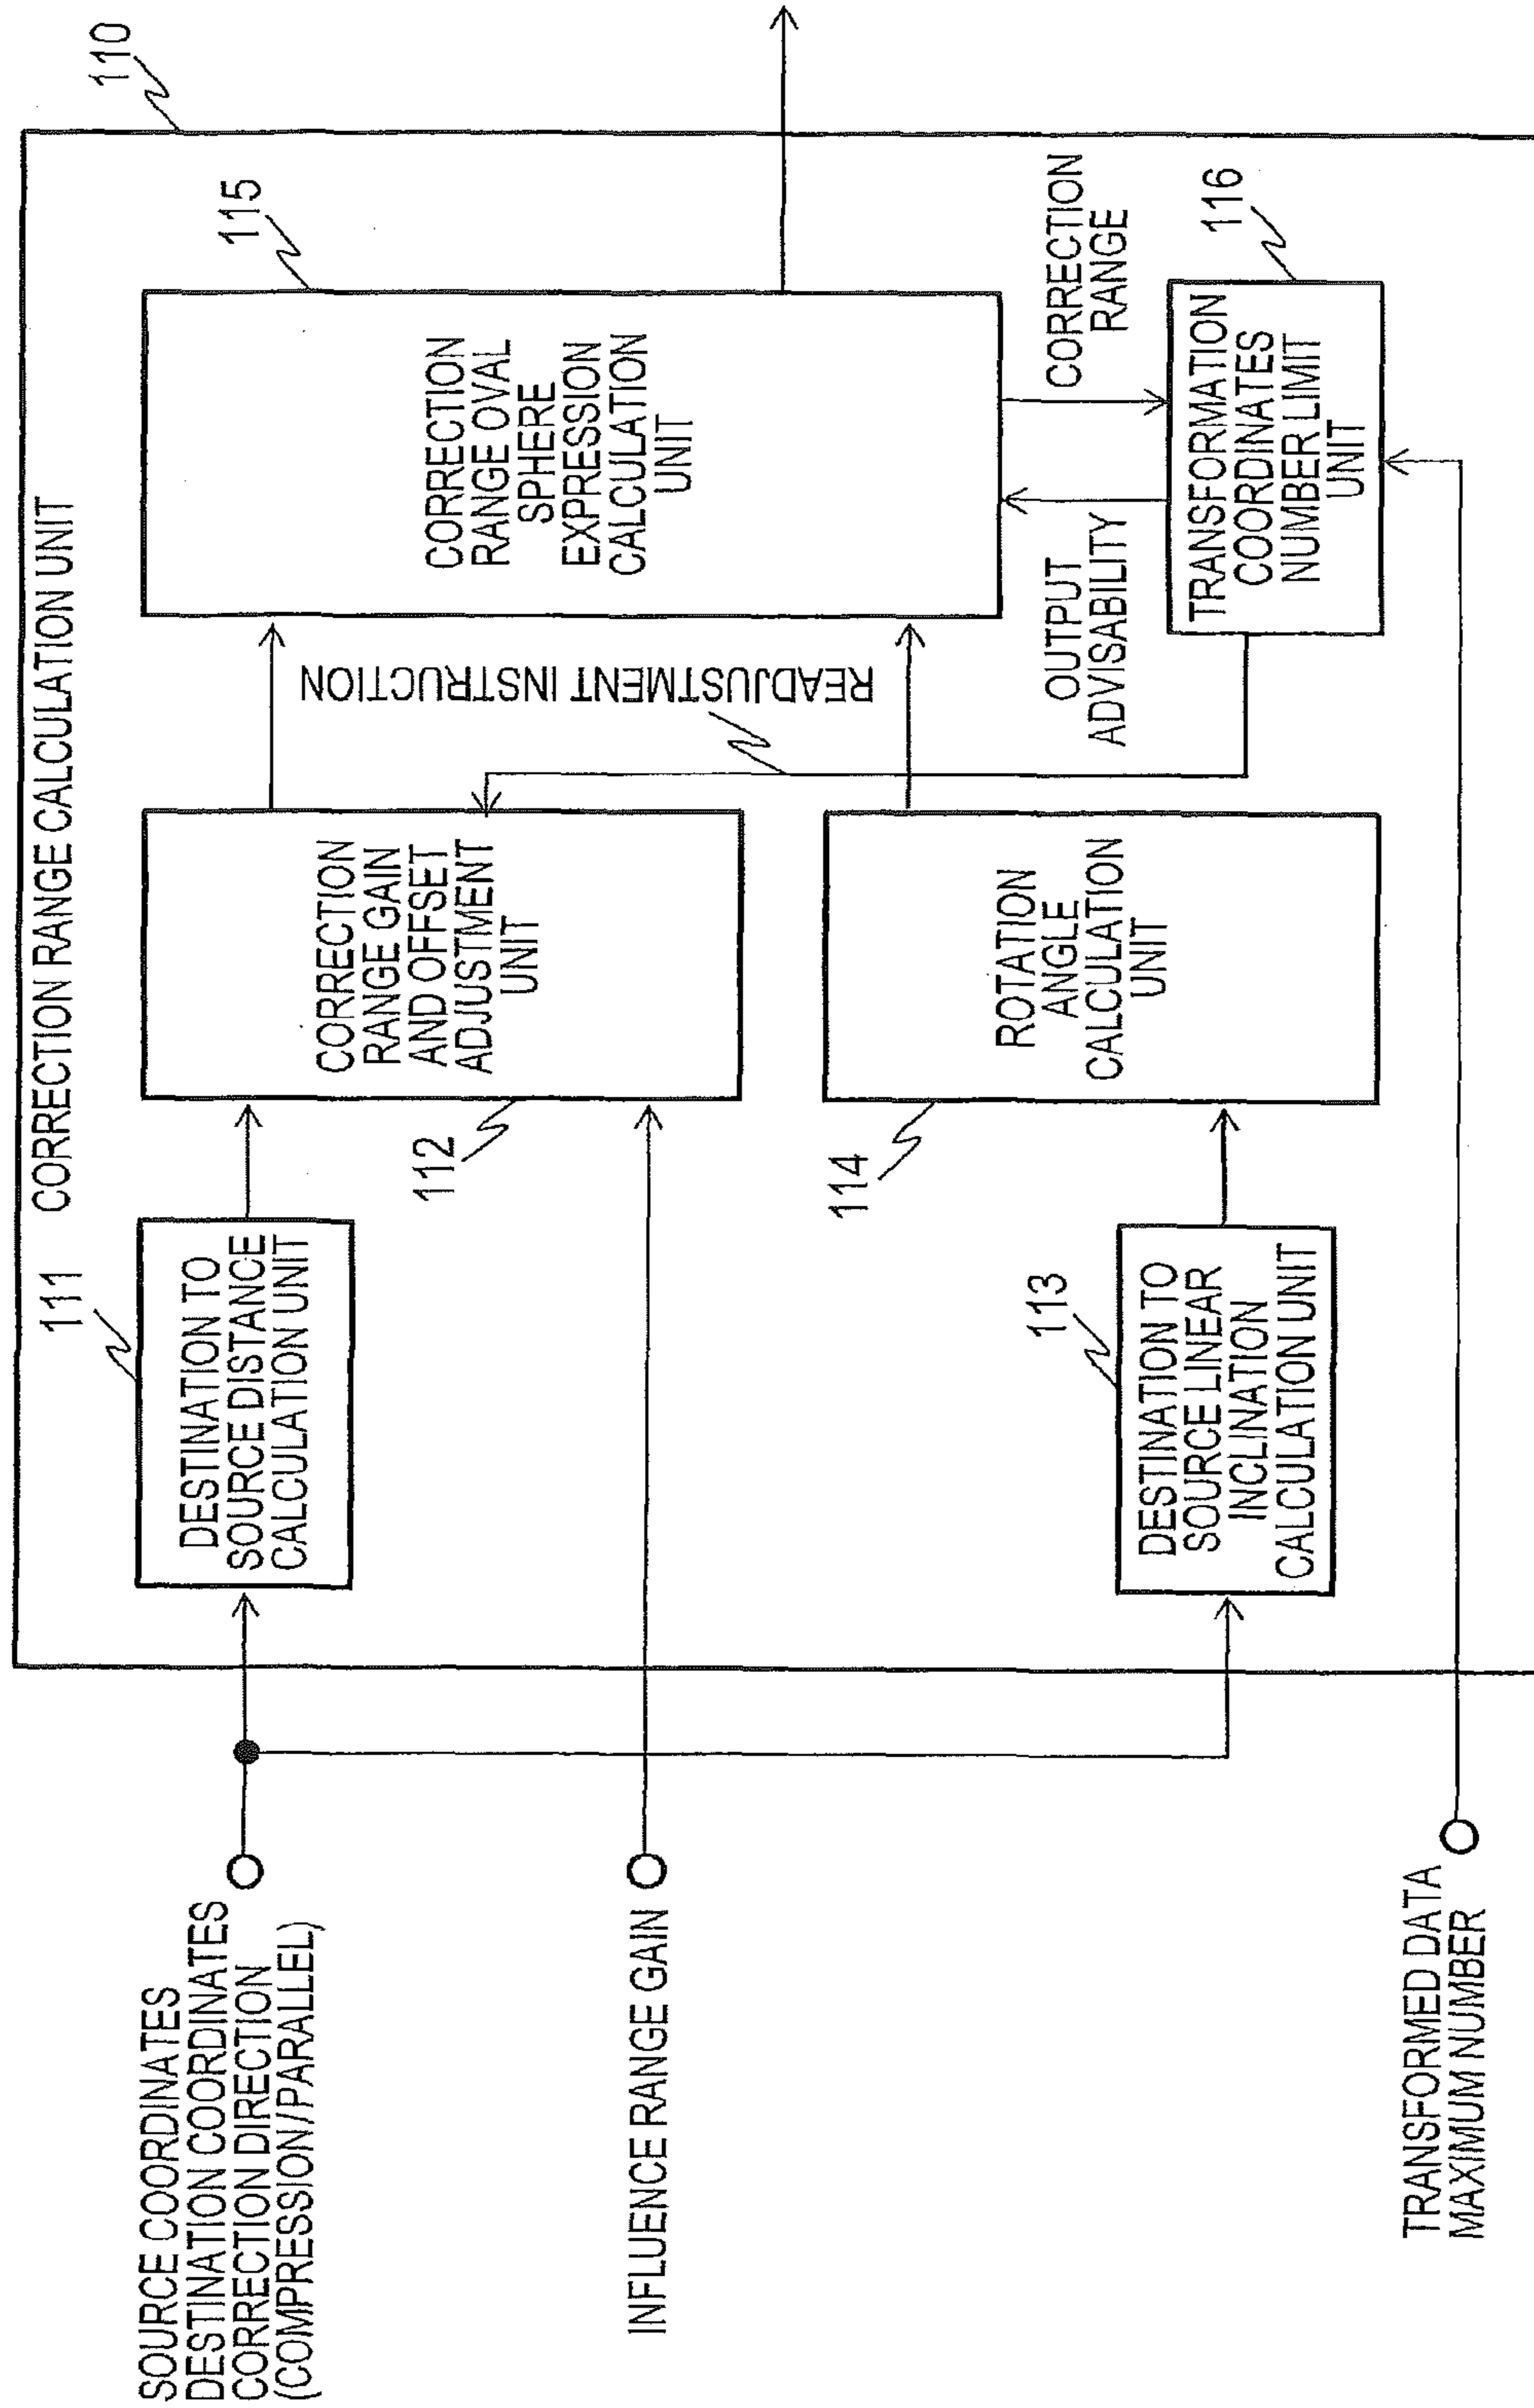 CORRECTION RANGE CALCULATION UNIT
110
SOURCE COORDINATES
DESTINATION COORDINATES
CORRECTION DIRECTION
(COMPRESSION/PARALLEL)
INFLUENCE RANGE GAIN
TRANSFORMED DATA
MAXIMUM NUMBER
111
DESTINATION TO
SOURCE DISTANCE
CALCULATION UNIT
113
DESTINATION TO
SOURCE LINEAR
INCLINATION
CALCULATION UNIT
112
CORRECTION
RANGE GAIN
AND OFFSET
ADJUSTMENT
UNIT
114
ROTATION
ANGLE
CALCULATION
UNIT
READJUSTMENT INSTRUCTION
115
CORRECTION
RANGE OVAL
SPHERE
EXPRESSION
CALCULATION
UNIT
OUTPUT
ADVISABILITY
CORRECTION
RANGE
116
TRANSFORMATION
COORDINATES
NUMBER LIMIT
UNIT